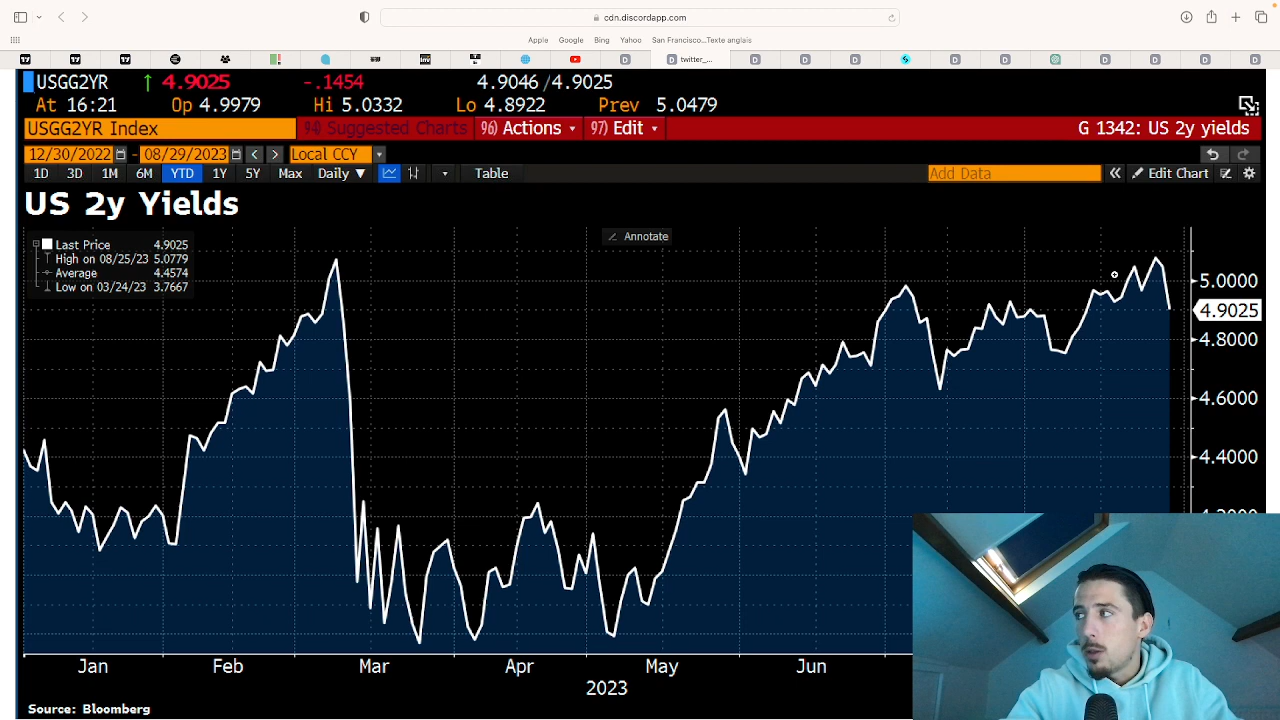 cdn.discordapp.com
Apple Google Bing Yahoo San Francisco...Texte anglais
twitter_...
USGG2YR ↑ 4.9025 -.1454 4.9046 /4.9025
At 16:21 Op 4.9979 Hi 5.0332 Lo 4.8922 Prev 5.0479
USGG2YR Index 94) Suggested Charts 96) Actions 97) Edit G 1342: US 2y yields
12/30/2022 - 08/29/2023 Local CCY
1D 3D 1M 6M YTD 1Y 5Y Max Daily ▼ Table Add Data « Edit Chart
US 2y Yields
Annotate
Last Price 4.9025
High on 08/25/23 5.0779
Average 4.4574
Low on 03/24/23 3.7667
5.0000
4.9025
4.8000
4.6000
4.4000
Jan Feb Mar Apr May Jun
2023
Source: Bloomberg